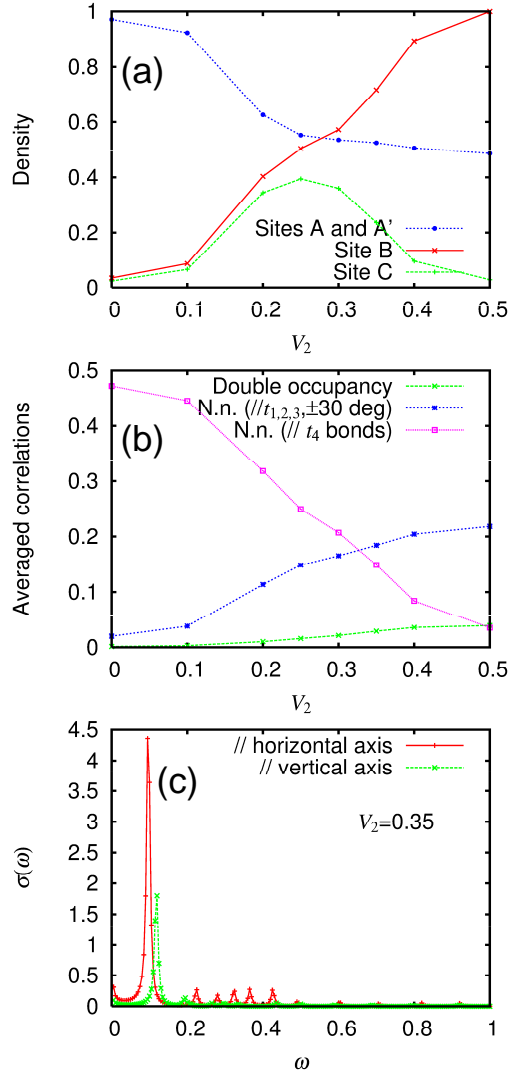 1
0.8
0.6
0.4
0.2
0
(a)
Density
Sites A and A'
Site B
Site C
0 0.1 0.2 0.3 0.4 0.5
V2
0.5
0.4
0.3
0.2
0.1
0
(b)
Averaged correlations
Double occupancy
N.n. (//t1,2,3,±30 deg)
N.n. (// t4 bonds)
0 0.1 0.2 0.3 0.4 0.5
V2
4.5
4
3.5
3
2.5
2
1.5
1
0.5
0
(c)
σ(ω)
// horizontal axis
// vertical axis
V2=0.35
0 0.2 0.4 0.6 0.8 1
ω